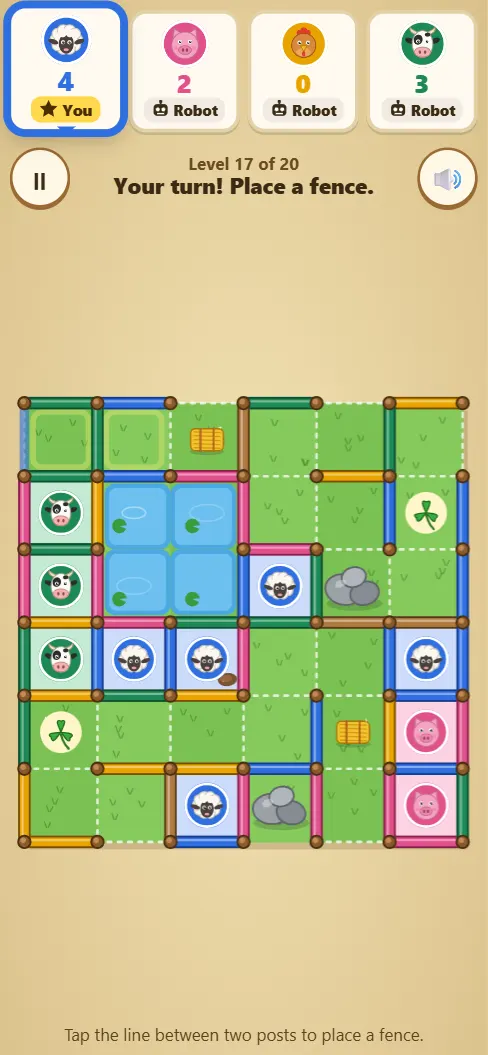 4
2
0
3
You
Robot
Robot
Robot
Level 17 of 20
Your turn! Place a fence.
Tap the line between two posts to place a fence.